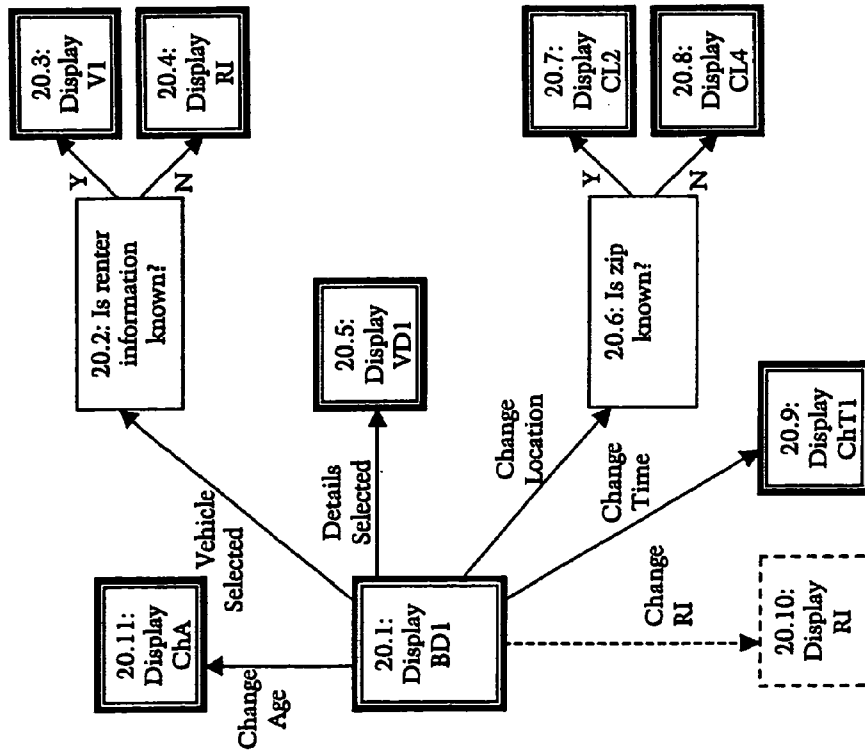 20.11:
Display
ChA
Change
Age
Vehicle
Selected
20.2: Is renter
information
known?
Y
N
20.3:
Display
V1
20.4:
Display
RI
20.1:
Display
BD1
Details
Selected
20.5:
Display
VD1
Change
Location
20.6: Is zip
known?
Y
N
20.7:
Display
CL2
20.8:
Display
CL4
Change
Time
20.9:
Display
ChT1
Change
RI
20.10:
Display
RI